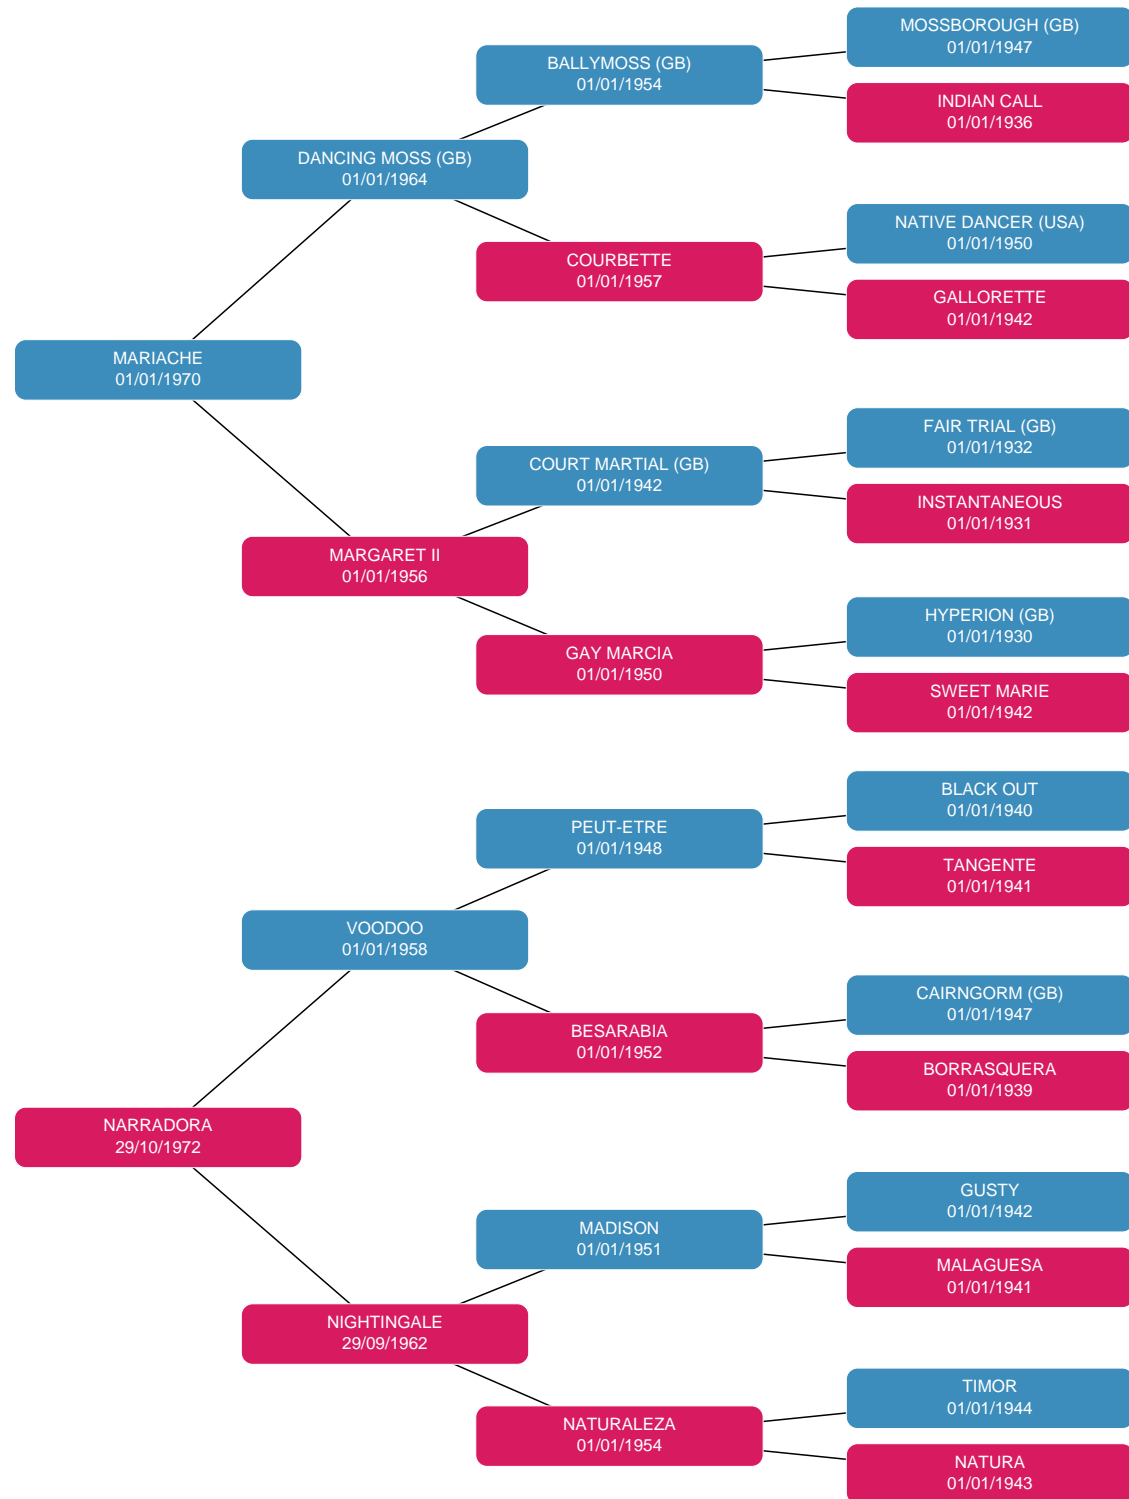 MOSSBOROUGH (GB)
01/01/1947
BALLYMOSS (GB)
01/01/1954
INDIAN CALL
01/01/1936
DANCING MOSS (GB)
01/01/1964
NATIVE DANCER (USA)
01/01/1950
COURBETTE
01/01/1957
GALLORETTE
01/01/1942
MARIACHE
01/01/1970
FAIR TRIAL (GB)
01/01/1932
COURT MARTIAL (GB)
01/01/1942
INSTANTANEOUS
01/01/1931
MARGARET II
01/01/1956
HYPERION (GB)
01/01/1930
GAY MARCIA
01/01/1950
SWEET MARIE
01/01/1942
BLACK OUT
01/01/1940
PEUT-ETRE
01/01/1948
TANGENTE
01/01/1941
VOODOO
01/01/1958
CAIRNGORM (GB)
01/01/1947
BESARABIA
01/01/1952
BORRASQUERA
01/01/1939
NARRADORA
29/10/1972
GUSTY
01/01/1942
MADISON
01/01/1951
MALAGUESA
01/01/1941
NIGHTINGALE
29/09/1962
TIMOR
01/01/1944
NATURALEZA
01/01/1954
NATURA
01/01/1943